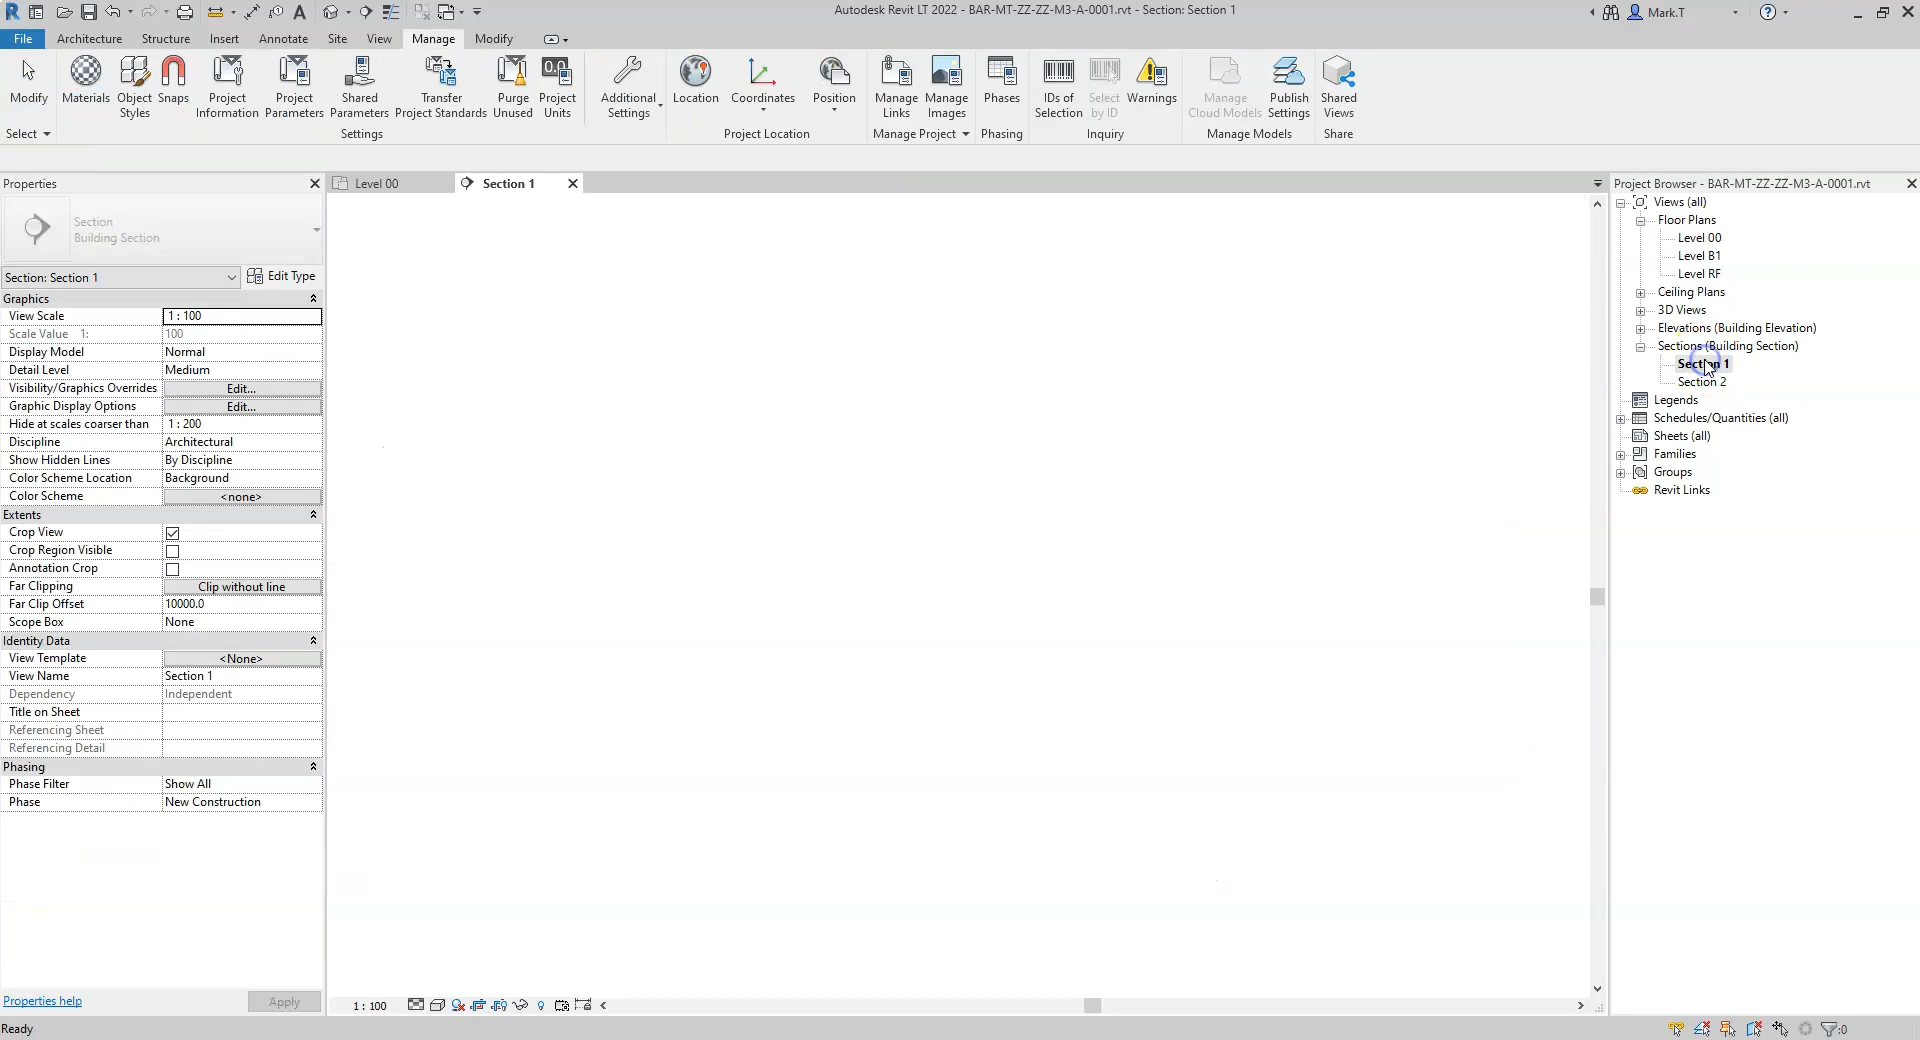 Autodesk Revit LT 2022 - BAR-MT-ZZ-ZZ-M3-A-0001.rvt - Section: Section 1
Mark.T
File Architecture Structure Insert Annotate Site View Manage Modify
Modify
Materials
Object Styles
Snaps
Project Information
Project Parameters
Shared Parameters
Transfer Project Standards
Purge Unused
Project Units
Additional Settings
Location
Coordinates
Position
Manage Links
Manage Images
Phases
IDs of Selection
Select by ID
Warnings
Manage Cloud Models
Publish Settings
Shared Views
Select Settings Project Location Manage Project Phasing Inquiry Manage Models Share
Properties
Level 00
Section 1
Project Browser - BAR-MT-ZZ-ZZ-M3-A-0001.rvt
Section
Building Section
Section: Section 1 Edit Type
Graphics
View Scale 1 : 100
Scale Value 1: 100
Display Model Normal
Detail Level Medium
Visibility/Graphics Overrides Edit...
Graphic Display Options Edit...
Hide at scales coarser than 1 : 200
Discipline Architectural
Show Hidden Lines By Discipline
Color Scheme Location Background
Color Scheme <none>
Extents
Crop View
Crop Region Visible
Annotation Crop
Far Clipping Clip without line
Far Clip Offset 10000.0
Scope Box None
Identity Data
View Template <None>
View Name Section 1
Dependency Independent
Title on Sheet
Referencing Sheet
Referencing Detail
Phasing
Phase Filter Show All
Phase New Construction
Properties help Apply
Views (all)
Floor Plans
Level 00
Level B1
Level RF
Ceiling Plans
3D Views
Elevations (Building Elevation)
Sections (Building Section)
Section 1
Section 2
Legends
Schedules/Quantities (all)
Sheets (all)
Families
Groups
Revit Links
1 : 100
Ready
:0